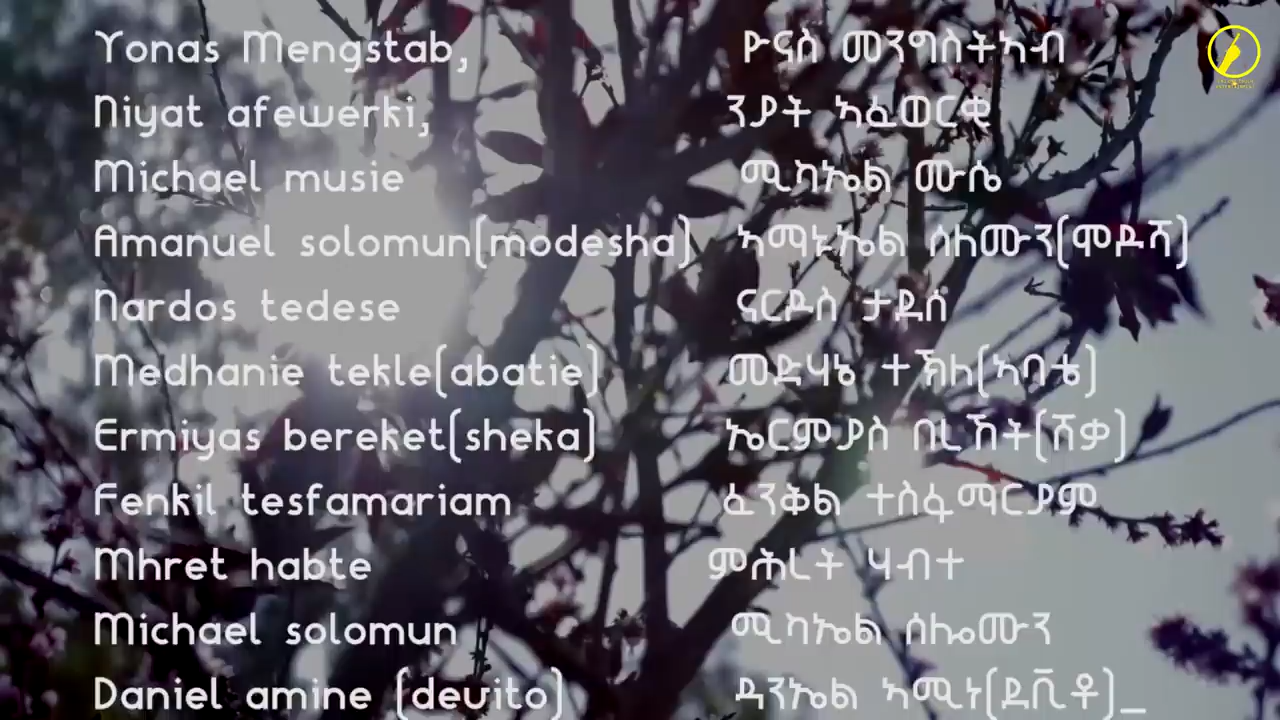 Yonas Mengstab, ዮናስ መንግስትኣብ
Niyat afewerki, ንያት ኣፈወርቂ
Michael musie ሚካኤል ሙሴ
Amanuel solomun(modesha) ኣማኑኤል ሰለሙን(ሞዶሻ)
Nardos tedese ናርዶስ ታደሰ
Medhanie tekle(abatie) መድሃኔ ተኽለ(ኣባቴ)
Ermiyas bereket(sheka) ኤርምያስ በረኸት(ሸቃ)
Fenkil tesfamariam ፈንቅል ተስፋማርያም
Mhret habte ምሕረት ሃብተ
Michael solomun ሚካኤል ሰሎሙን
Daniel amine (devito) ዳንኤል ኣሚነ(ደቪቶ)_